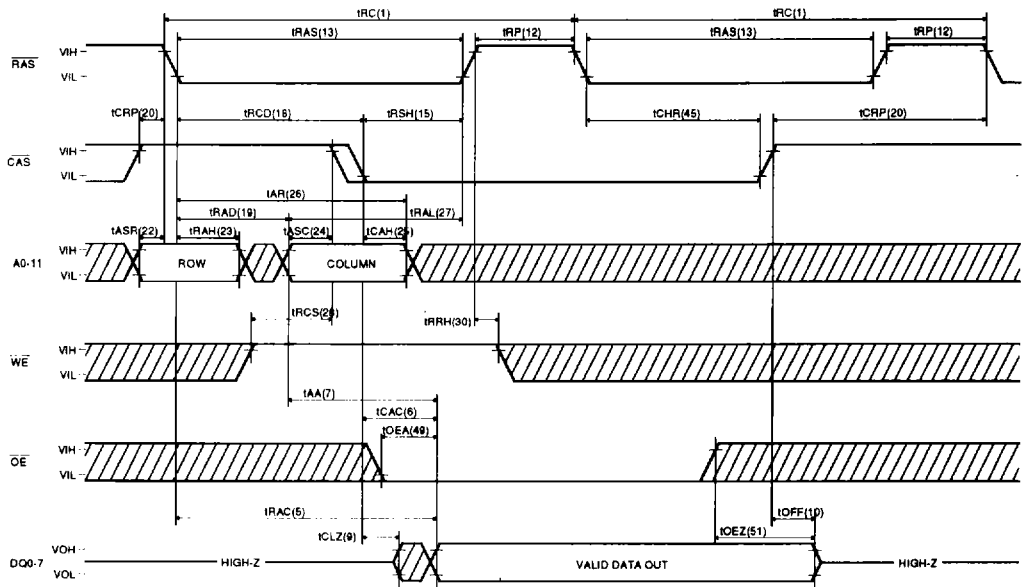 tRC(1) tRC(1)
tRAS(13) tRP(12) tRAS(13) tRP(12)
RAS VIH
VIL
tCRP(20) tRCD(18) tRSH(15) tCHR(45) tCRP(20)
CAS VIH
VIL
tAR(26)
tRAD(19) tRAL(27)
tASR(22) tRAH(23) tASC(24) tCAH(25)
A0-11 VIH
VIL
ROW COLUMN
tRCS(28) tRRH(30)
WE VIH
VIL
tAA(7)
tCAC(6)
tOEA(49)
OE VIH
VIL
tRAC(5) tOFF(10)
tCLZ(9) tOEZ(51)
DQ0-7 VOH
VOL
HIGH-Z VALID DATA OUT HIGH-Z